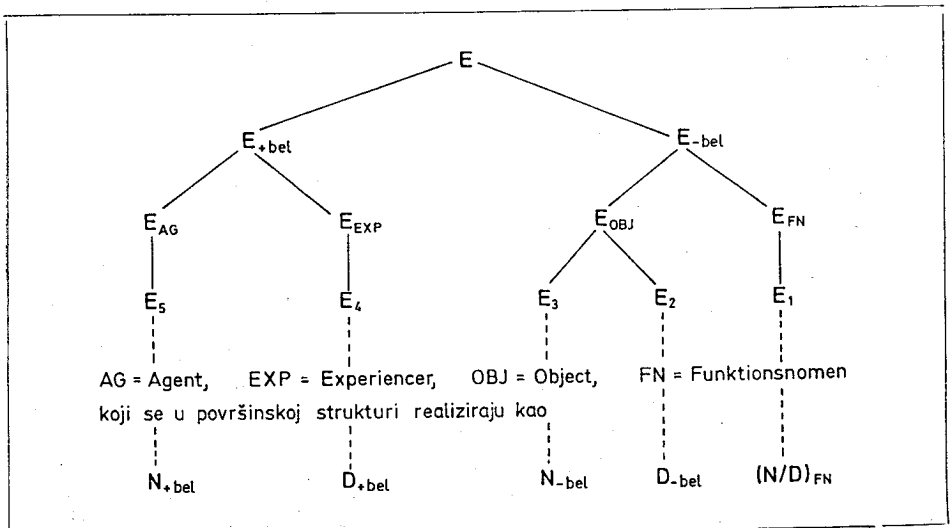 E
E+bel E-bel
EAG EEXP EOBJ EFN
E5 E4 E3 E2 E1
AG = Agent, EXP = Experiencer, OBJ = Object, FN = Funktionsnomen
koji se u površinskoj strukturi realiziraju kao
N+bel D+bel N-bel D-bel (N/D)FN